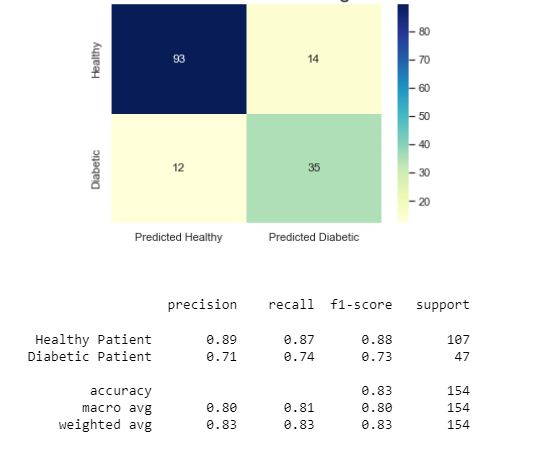 Healthy
93
14
80
70
60
50
40
30
20
Diabetic
12
35
Predicted Healthy Predicted Diabetic
precision recall f1-score support
Healthy Patient 0.89 0.87 0.88 107
Diabetic Patient 0.71 0.74 0.73 47
accuracy 0.83 154
macro avg 0.80 0.81 0.80 154
weighted avg 0.83 0.83 0.83 154